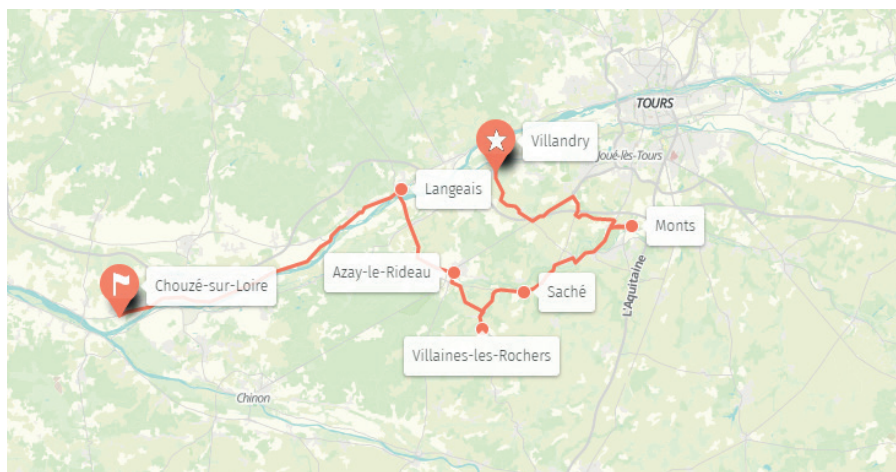 TOURS
Villandry
Joué-lès-Tours
Langeais
Monts
Azay-le-Rideau
Chouzé-sur-Loire
Saché
L'Aquitaine
Villaines-les-Rochers
Chinon